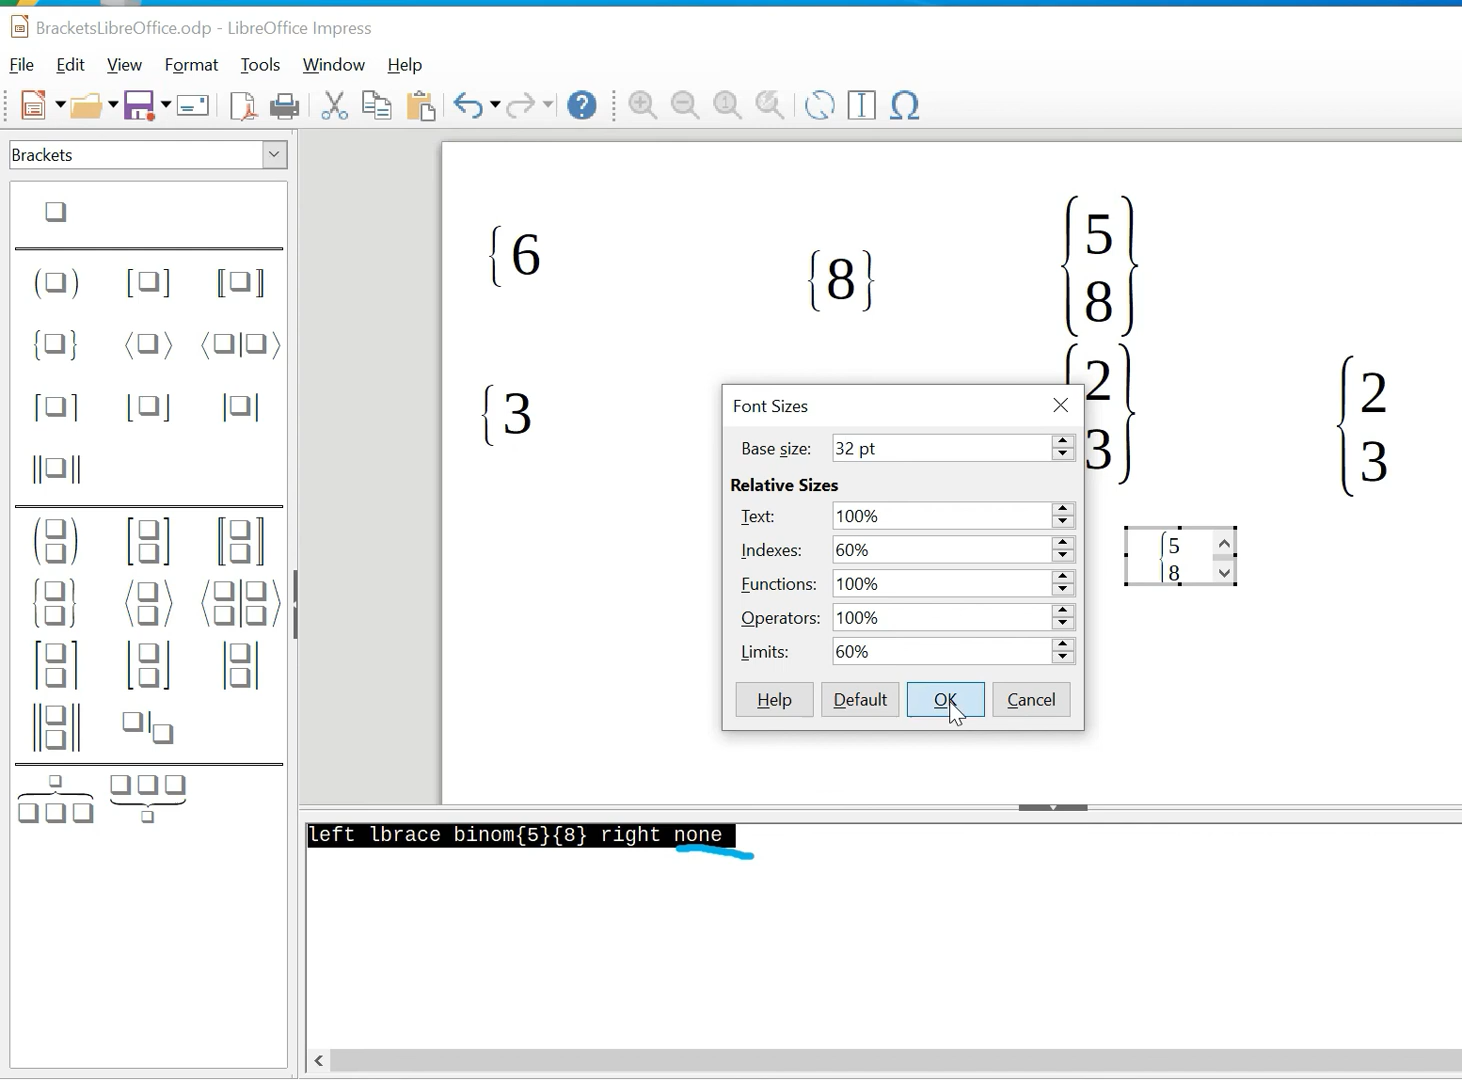 BracketsLibreOffice.odp - LibreOffice Impress
File Edit View Format Tools Window Help
Brackets
{6
{8}
{5
8}
{3
{2
3}
{2
3
Font Sizes
Base size: 32 pt
Relative Sizes
Text: 100%
Indexes: 60%
Functions: 100%
Operators: 100%
Limits: 60%
Help Default OK Cancel
{5
8
left lbrace binom{5}{8} right none